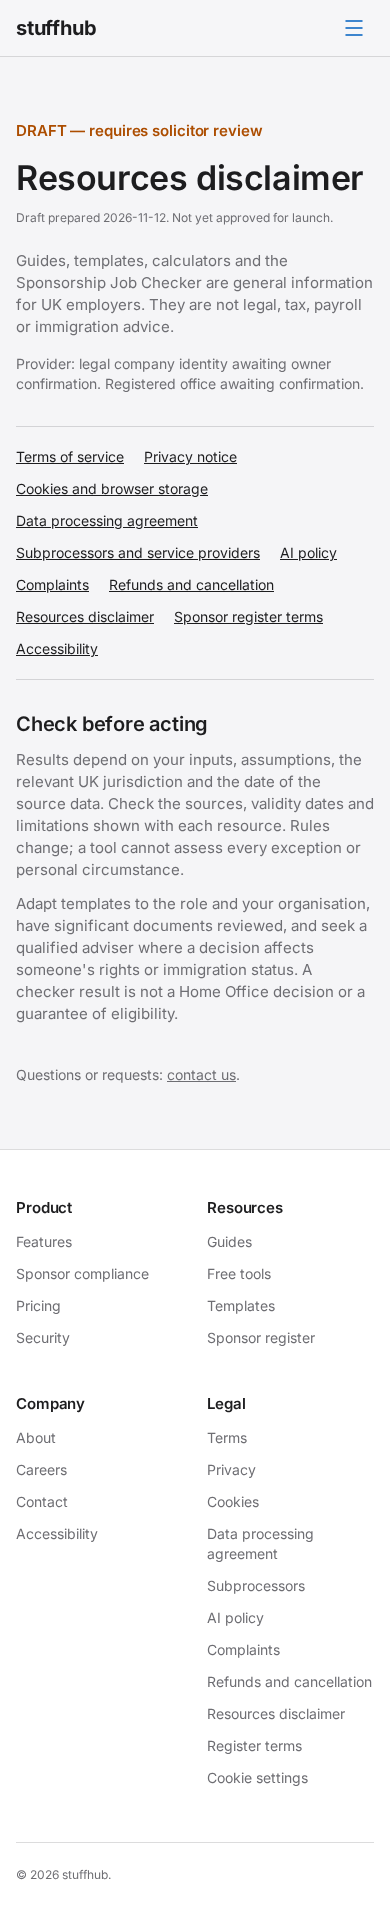 stuffhub
DRAFT — requires solicitor review
Resources disclaimer
Draft prepared 2026-11-12. Not yet approved for launch.
Guides, templates, calculators and the
Sponsorship Job Checker are general information
for UK employers. They are not legal, tax, payroll
or immigration advice.
Provider: legal company identity awaiting owner
confirmation. Registered office awaiting confirmation.
Terms of service Privacy notice
Cookies and browser storage
Data processing agreement
Subprocessors and service providers AI policy
Complaints Refunds and cancellation
Resources disclaimer Sponsor register terms
Accessibility
Check before acting
Results depend on your inputs, assumptions, the
relevant UK jurisdiction and the date of the
source data. Check the sources, validity dates and
limitations shown with each resource. Rules
change; a tool cannot assess every exception or
personal circumstance.
Adapt templates to the role and your organisation,
have significant documents reviewed, and seek a
qualified adviser where a decision affects
someone's rights or immigration status. A
checker result is not a Home Office decision or a
guarantee of eligibility.
Questions or requests: contact us.
Product
Features
Sponsor compliance
Pricing
Security
Resources
Guides
Free tools
Templates
Sponsor register
Company
About
Careers
Contact
Accessibility
Legal
Terms
Privacy
Cookies
Data processing
agreement
Subprocessors
AI policy
Complaints
Refunds and cancellation
Resources disclaimer
Register terms
Cookie settings
© 2026 stuffhub.